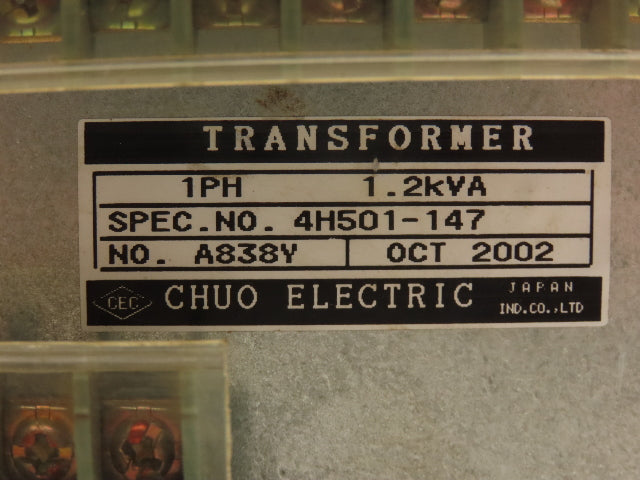 TRANSFORMER
1PH 1.2kVA
SPEC.NO. 4H501-147
NO. A838Y OCT 2002
CEC CHUO ELECTRIC JAPAN
IND.CO.,LTD